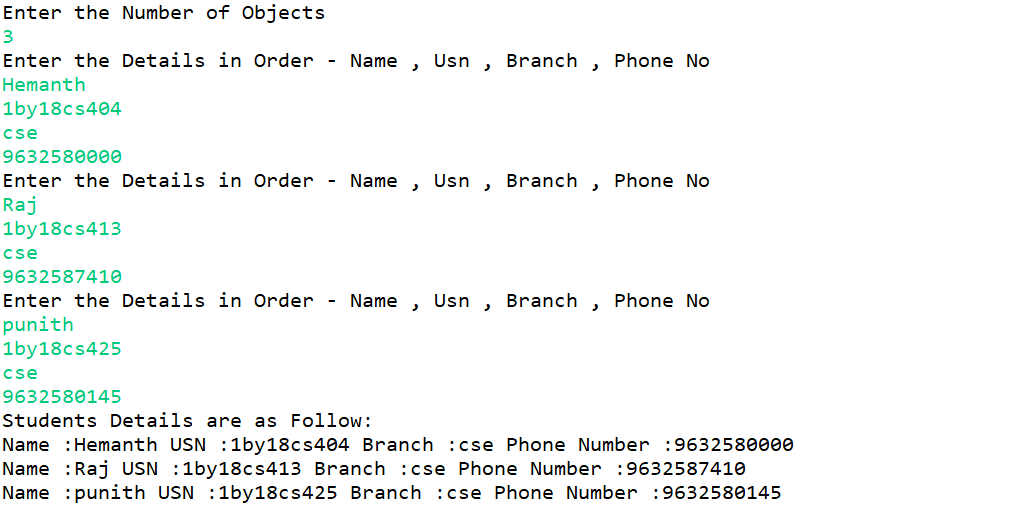 Enter the Number of Objects
3
Enter the Details in Order - Name , Usn , Branch , Phone No
Hemanth
1by18cs404
cse
9632580000
Enter the Details in Order - Name , Usn , Branch , Phone No
Raj
1by18cs413
cse
9632587410
Enter the Details in Order - Name , Usn , Branch , Phone No
punith
1by18cs425
cse
9632580145
Students Details are as Follow:
Name :Hemanth USN :1by18cs404 Branch :cse Phone Number :9632580000
Name :Raj USN :1by18cs413 Branch :cse Phone Number :9632587410
Name :punith USN :1by18cs425 Branch :cse Phone Number :9632580145